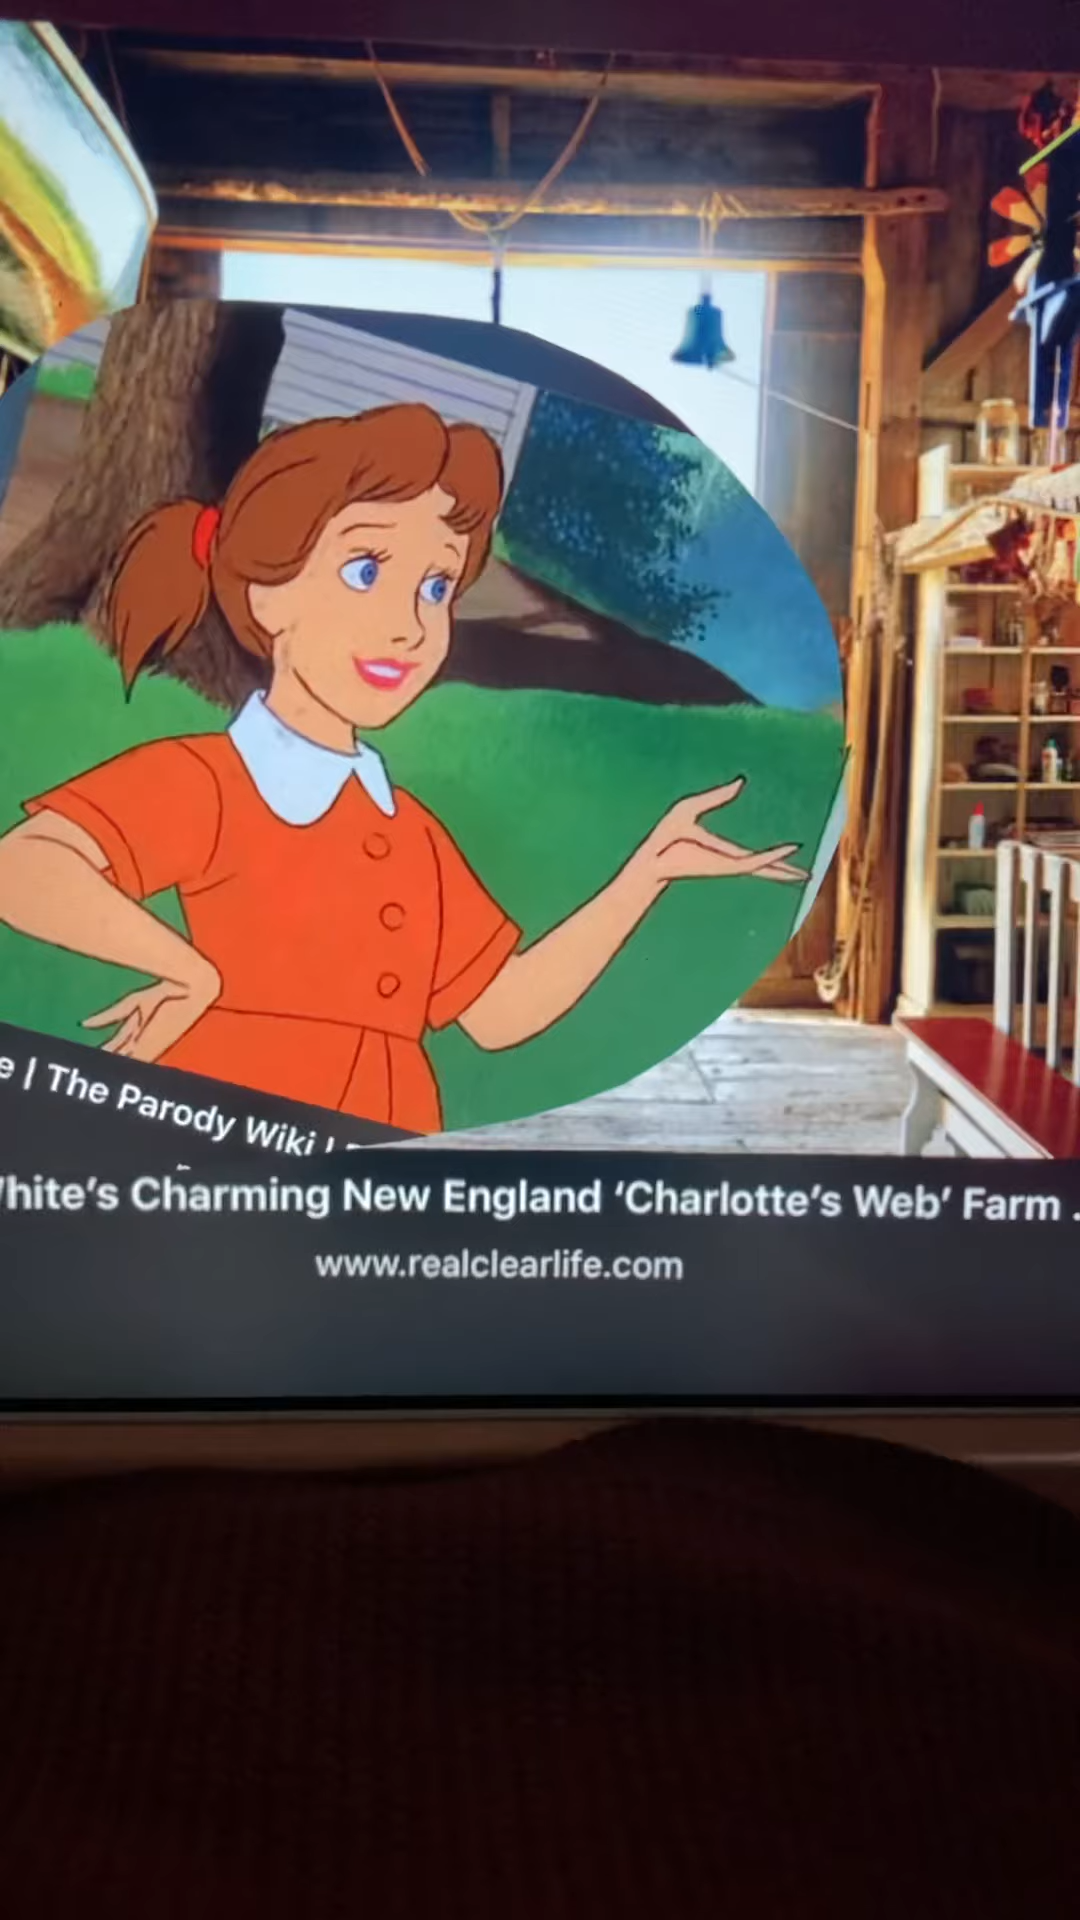 e | The Parody Wiki |
hite's Charming New England 'Charlotte's Web' Farm .
www.realclearlife.com